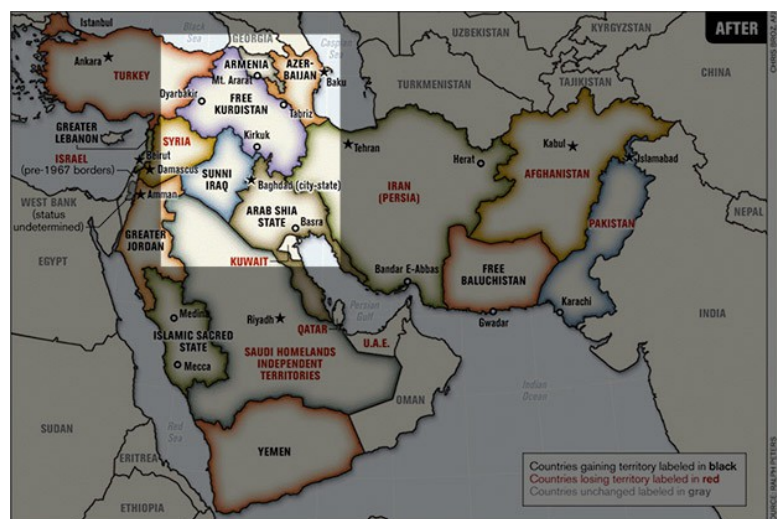 AFTER
CHRIS BROZ
Black
Sea
GEORGIA
Caspian
Sea
UZBEKISTAN
KYRGYZSTAN
TAJIKISTAN
CHINA
TURKMENISTAN
Istanbul
Ankara
TURKEY
ARMENIA
Mt. Ararat
AZER-
BAIJAN
Baku
Dyarbakir
FREE
KURDISTAN
Tabriz
GREATER
LEBANON
SYRIA
Kirkuk
Tehran
Herat
Kabul
Islamabad
ISRAEL
(pre-1967 borders)
Beirut
Damascus
SUNNI
IRAQ
Baghdad (city-state)
IRAN
(PERSIA)
AFGHANISTAN
WEST BANK
(status
undetermined)
Amman
ARAB SHIA
STATE
Basra
PAKISTAN
NEPAL
GREATER
JORDAN
EGYPT
KUWAIT
Bandar E-Abbas
FREE
BALUCHISTAN
Karachi
Gwadar
INDIA
Persian
Gulf
Medina
Riyadh
QATAR
U.A.E.
ISLAMIC SACRED
STATE
Mecca
SAUDI HOMELANDS
INDEPENDENT
TERRITORIES
OMAN
Indian
Ocean
SUDAN
Red
Sea
YEMEN
ERITREA
ETHIOPIA
Countries gaining territory labeled in black
Countries losing territory labeled in red
Countries unchanged labeled in gray
SOURCE: RALPH PETERS